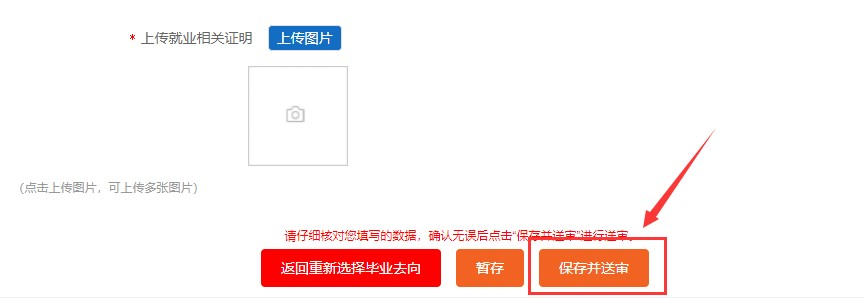 * 上传就业相关证明 上传图片
(点击上传图片，可上传多张图片)
请仔细核对您填写的数据，确认无误后点击“保存并送审”进行送审。
返回重新选择毕业去向 暂存 保存并送审